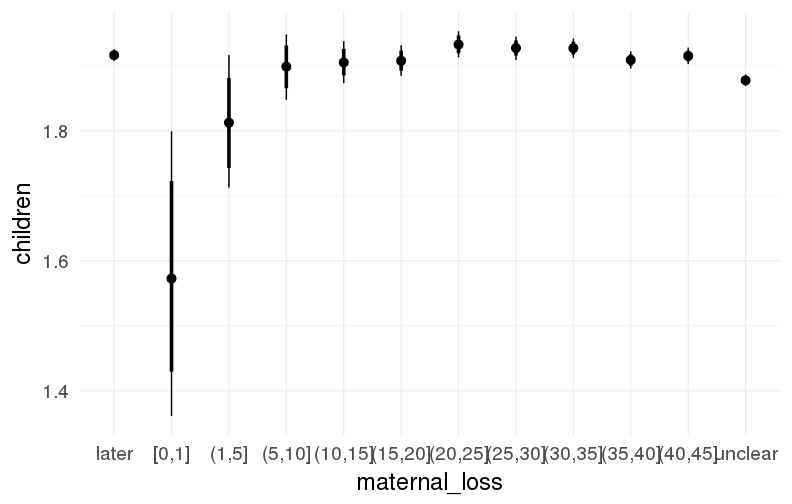 children
1.8
1.6
1.4
later [0,1] (1,5] (5,10] (10,15] (15,20] (20,25] (25,30] (30,35] (35,40] (40,45] unclear
maternal_loss